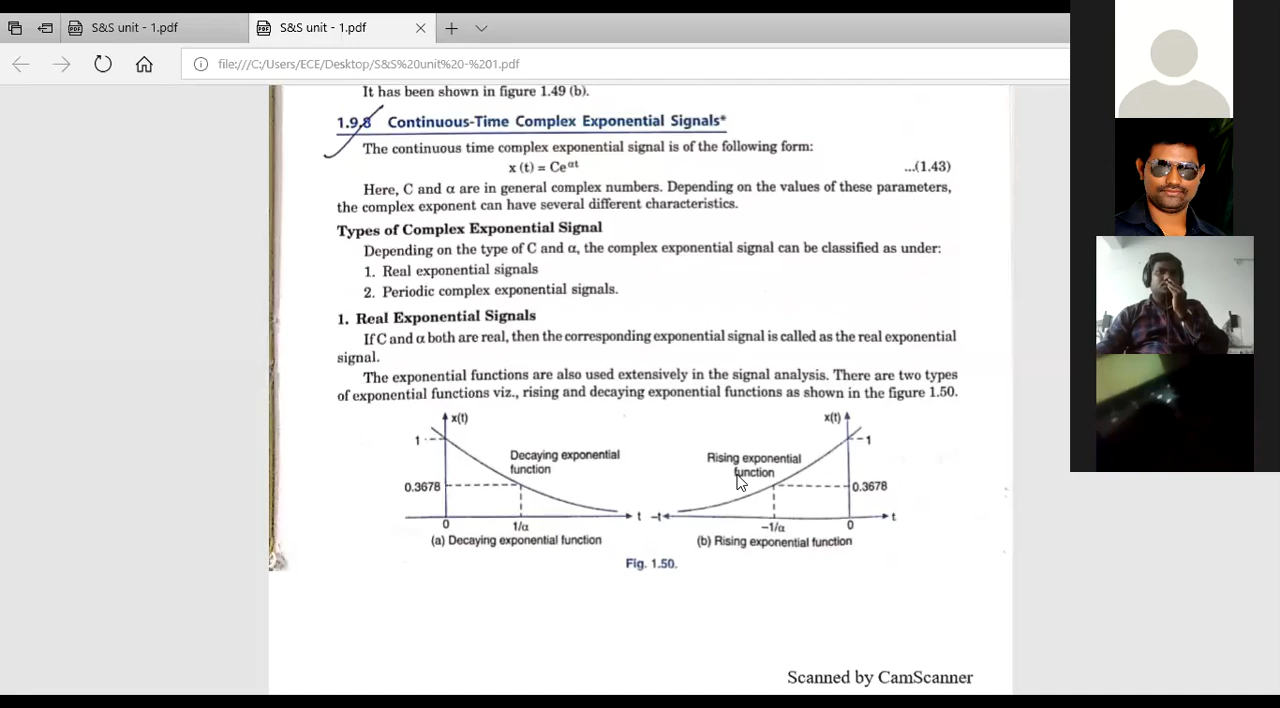 S&S unit - 1.pdf
S&S unit - 1.pdf
file:///C:/Users/ECE/Desktop/S&S%20unit%20-%201.pdf
It has been shown in figure 1.49 (b).
1.9.8 Continuous-Time Complex Exponential Signals*
The continuous time complex exponential signal is of the following form:
x (t) = Ce^αt ...(1.43)
Here, C and α are in general complex numbers. Depending on the values of these parameters,
the complex exponent can have several different characteristics.
Types of Complex Exponential Signal
Depending on the type of C and α, the complex exponential signal can be classified as under:
1. Real exponential signals
2. Periodic complex exponential signals.
1. Real Exponential Signals
If C and α both are real, then the corresponding exponential signal is called as the real exponential
signal.
The exponential functions are also used extensively in the signal analysis. There are two types
of exponential functions viz., rising and decaying exponential functions as shown in the figure 1.50.
x(t)
1
Decaying exponential
function
0.3678
0
1/α
t
(a) Decaying exponential function
x(t)
1
Rising exponential
function
0.3678
–t
–1/α
0
t
(b) Rising exponential function
Fig. 1.50.
Scanned by CamScanner